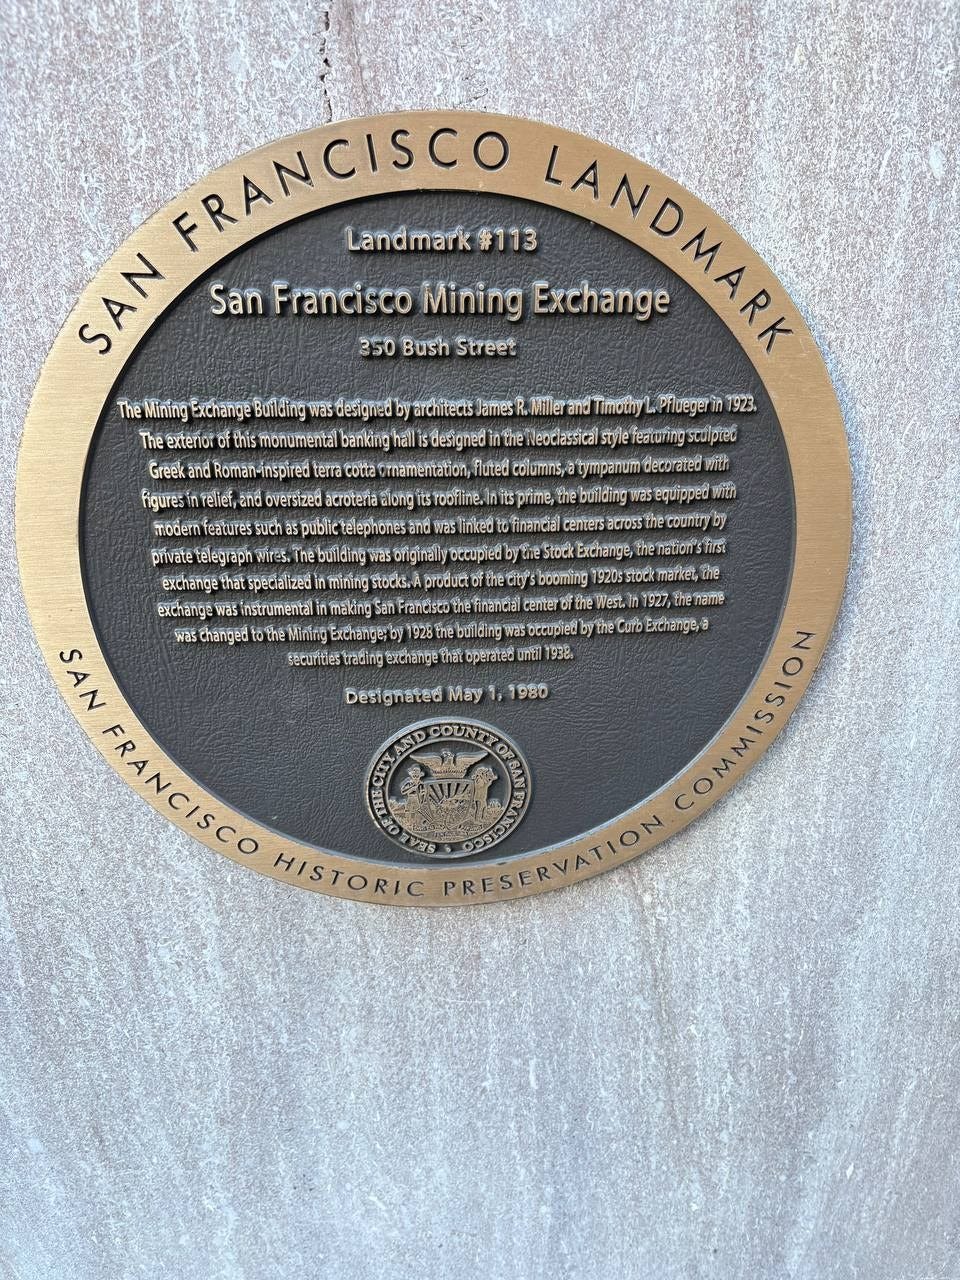 SAN FRANCISCO LANDMARK
Landmark #113
San Francisco Mining Exchange
350 Bush Street
The Mining Exchange Building was designed by architects James R. Miller and Timothy L. Pflueger in 1923.
The exterior of this monumental banking hall is designed in the Neoclassical style featuring sculpted
Greek and Roman-inspired terra cotta ornamentation, fluted columns, a tympanum decorated with
figures in relief, and oversized acroteria along its roofline. In its prime, the building was equipped with
modern features such as public telephones and was linked to financial centers across the country by
private telegraph wires. The building was originally occupied by the Stock Exchange, the nation's first
exchange that specialized in mining stocks. A product of the city's booming 1920s stock market, the
exchange was instrumental in making San Francisco the financial center of the West. In 1927, the name
was changed to the Mining Exchange; by 1928 the building was occupied by the Curb Exchange, a
securities trading exchange that operated until 1938.
Designated May 1, 1980
SEAL OF THE CITY AND COUNTY OF SAN FRANCISCO
SAN FRANCISCO HISTORIC PRESERVATION COMMISSION